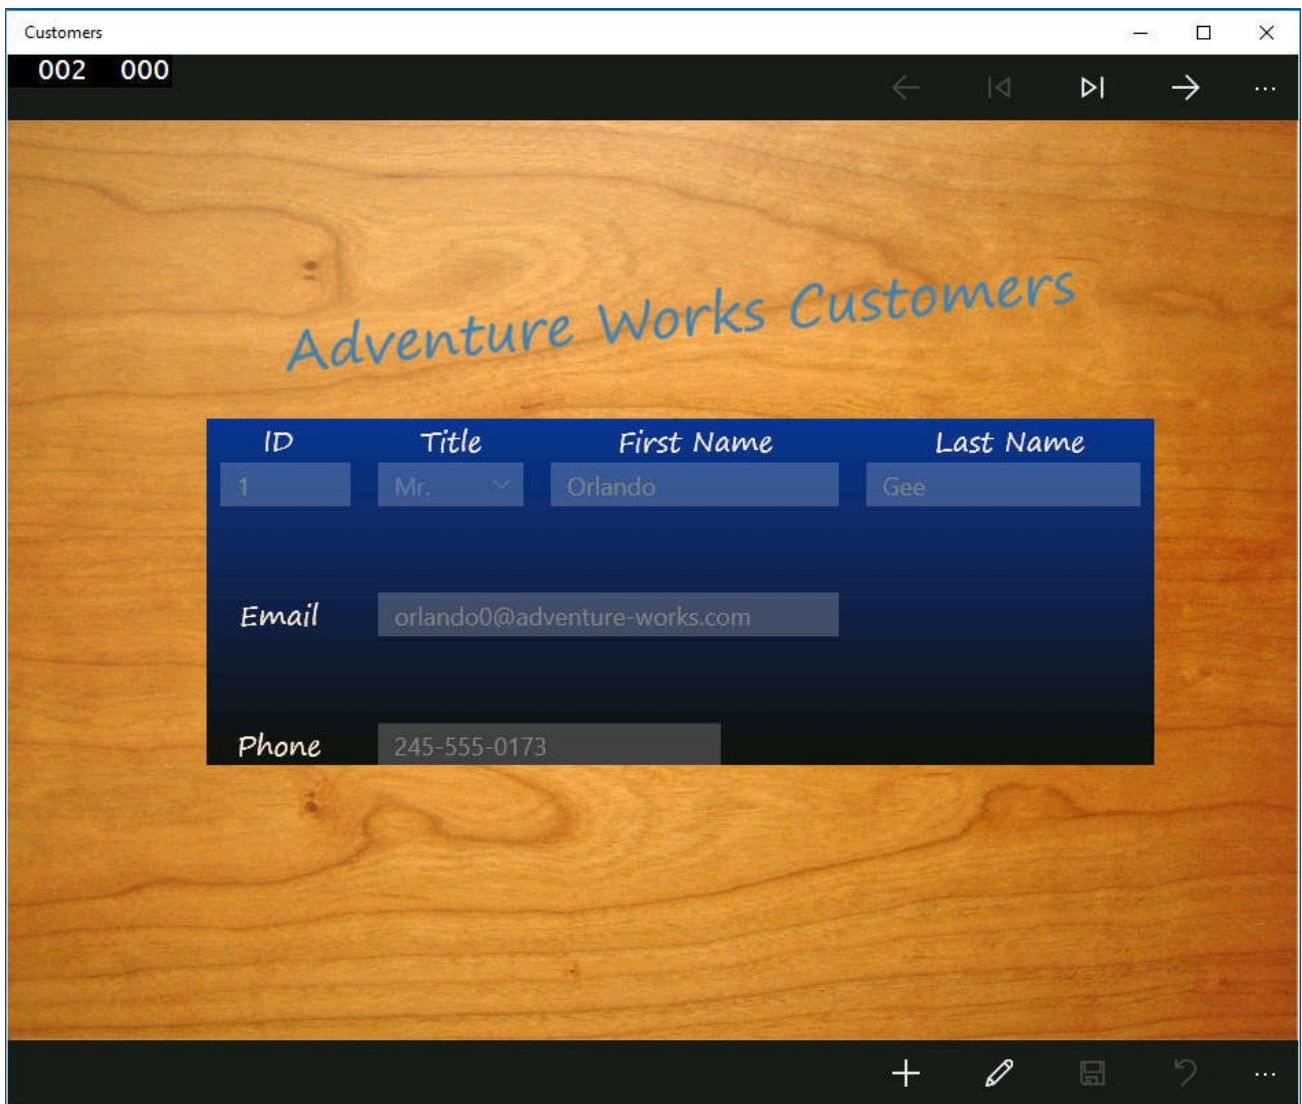 Customers
002 000
Adventure Works Customers
ID Title First Name Last Name
1 Mr. Orlando Gee
Email orlando0@adventure-works.com
Phone 245-555-0173